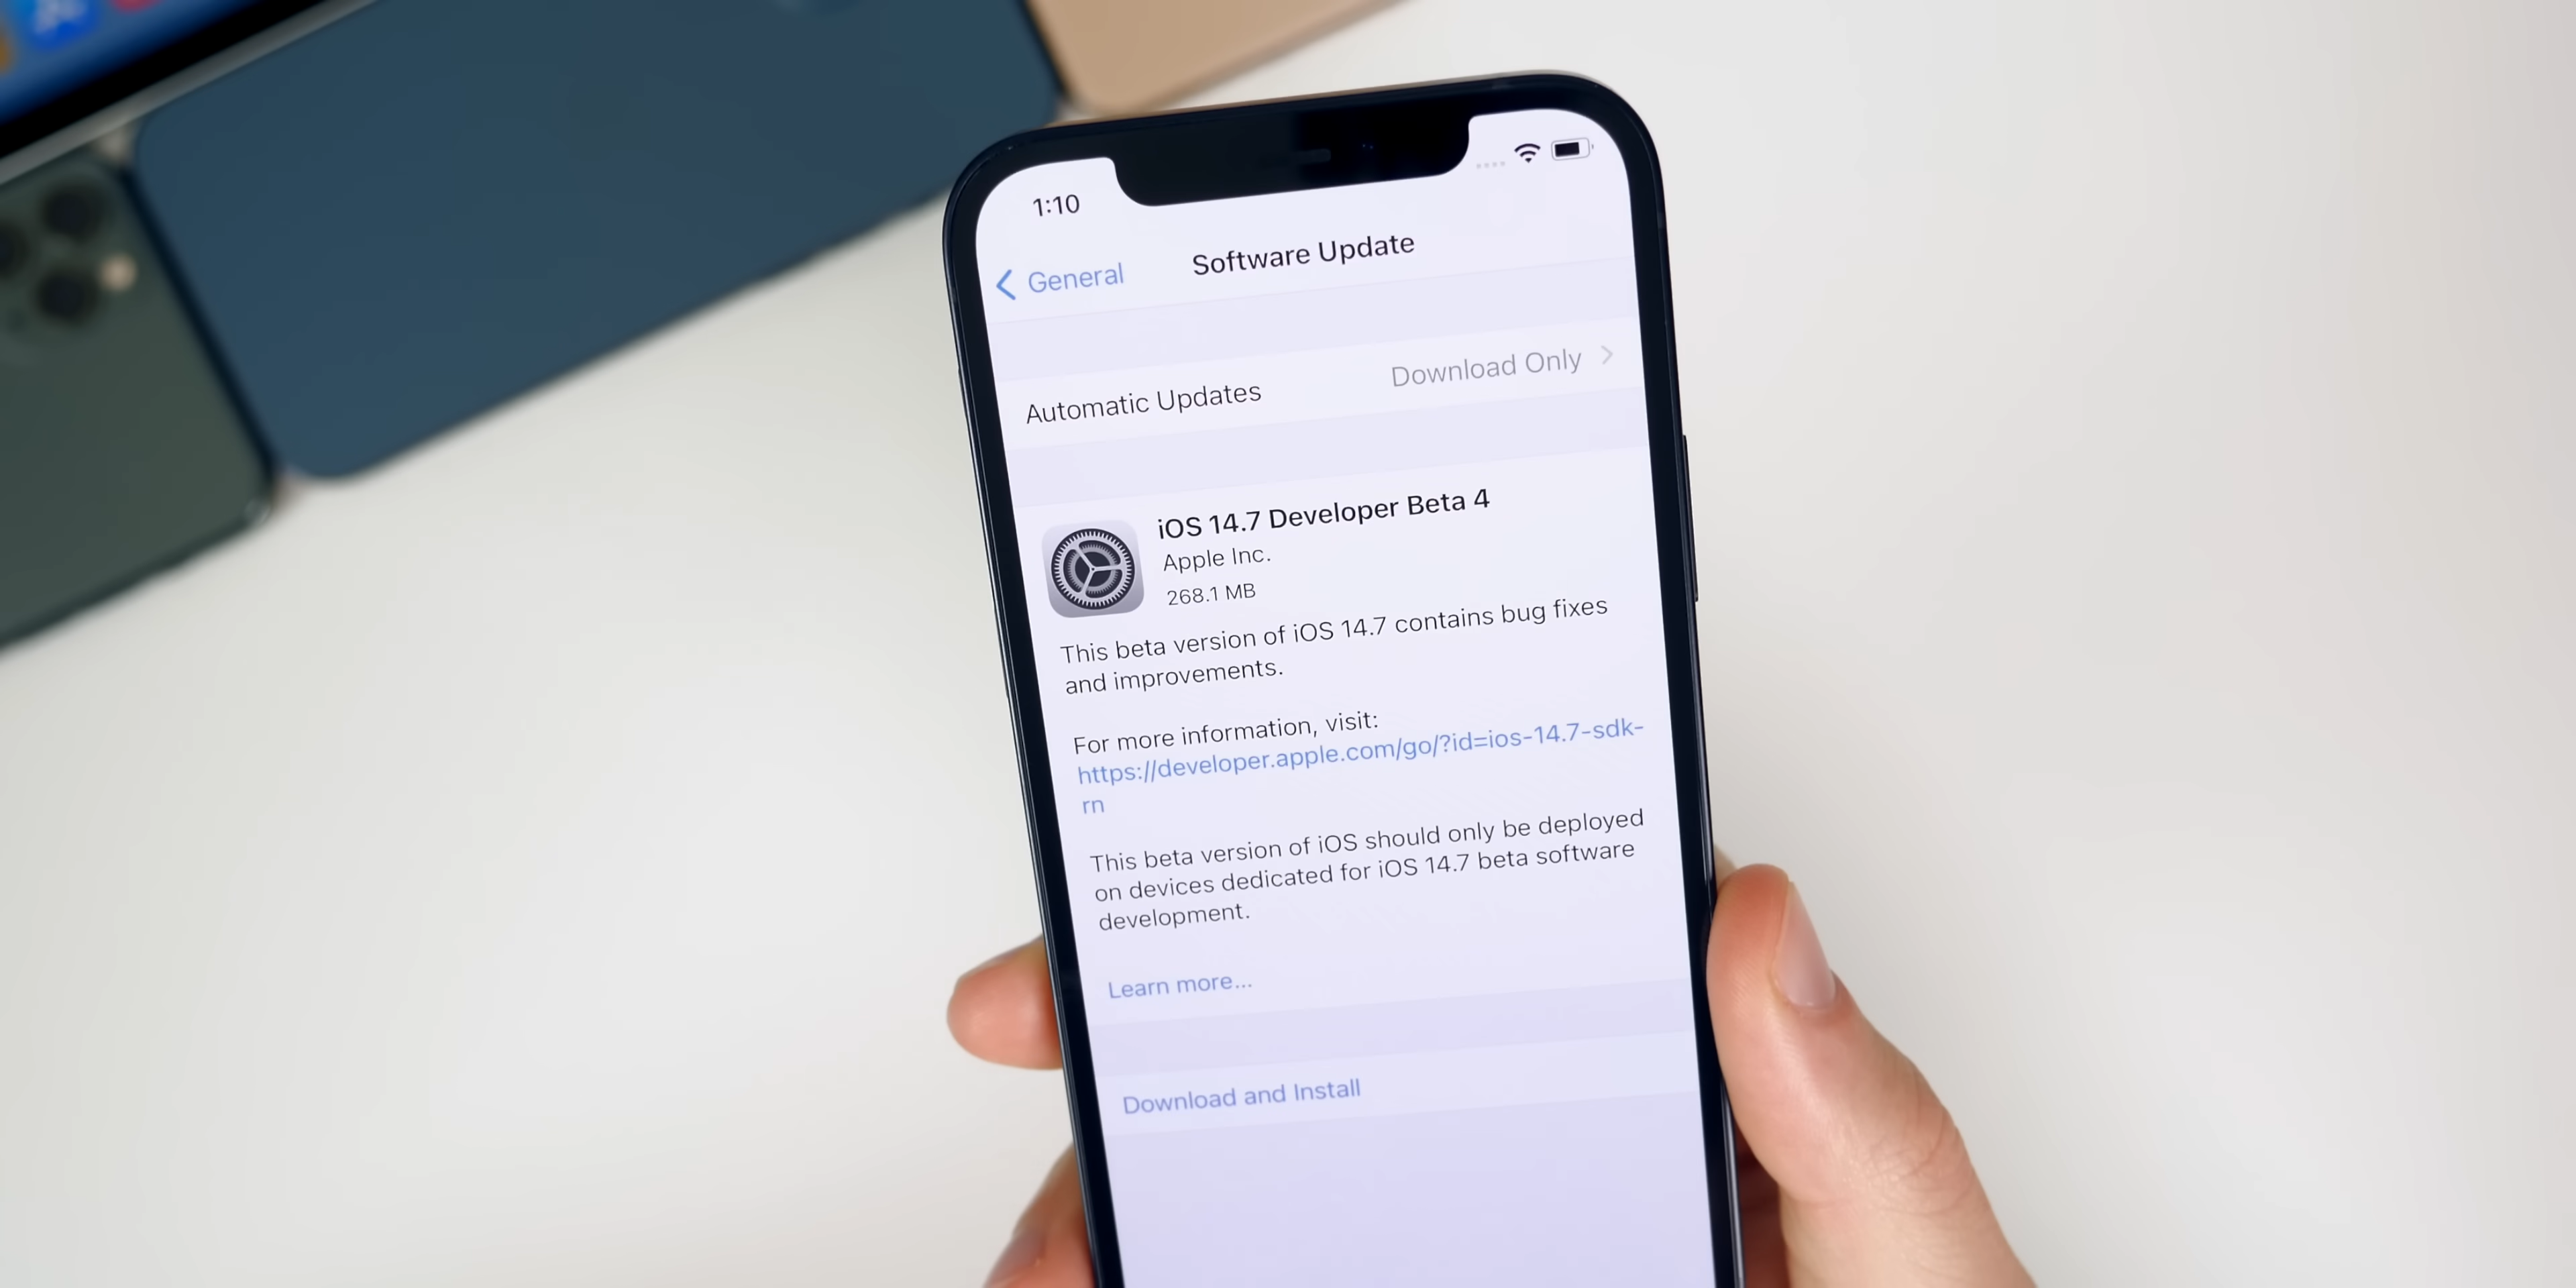 1:10
General
Software Update
Automatic Updates
Download Only
iOS 14.7 Developer Beta 4
Apple Inc.
268.1 MB
This beta version of iOS 14.7 contains bug fixes
and improvements.
For more information, visit:
https://developer.apple.com/go/?id=ios-14.7-sdk-
rn
This beta version of iOS should only be deployed
on devices dedicated for iOS 14.7 beta software
development.
Learn more...
Download and Install